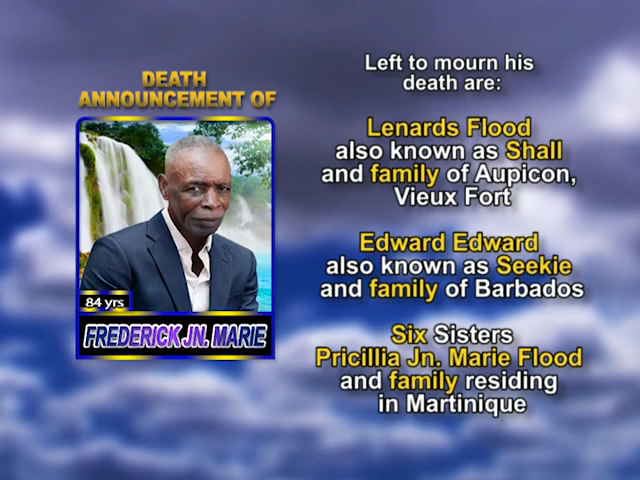 DEATH
ANNOUNCEMENT OF
84 yrs
FREDERICK JN. MARIE
Left to mourn his
death are:
Lenards Flood
also known as Shall
and family of Aupicon,
Vieux Fort
Edward Edward
also known as Seekie
and family of Barbados
Six Sisters
Pricillia Jn. Marie Flood
and family residing
in Martinique